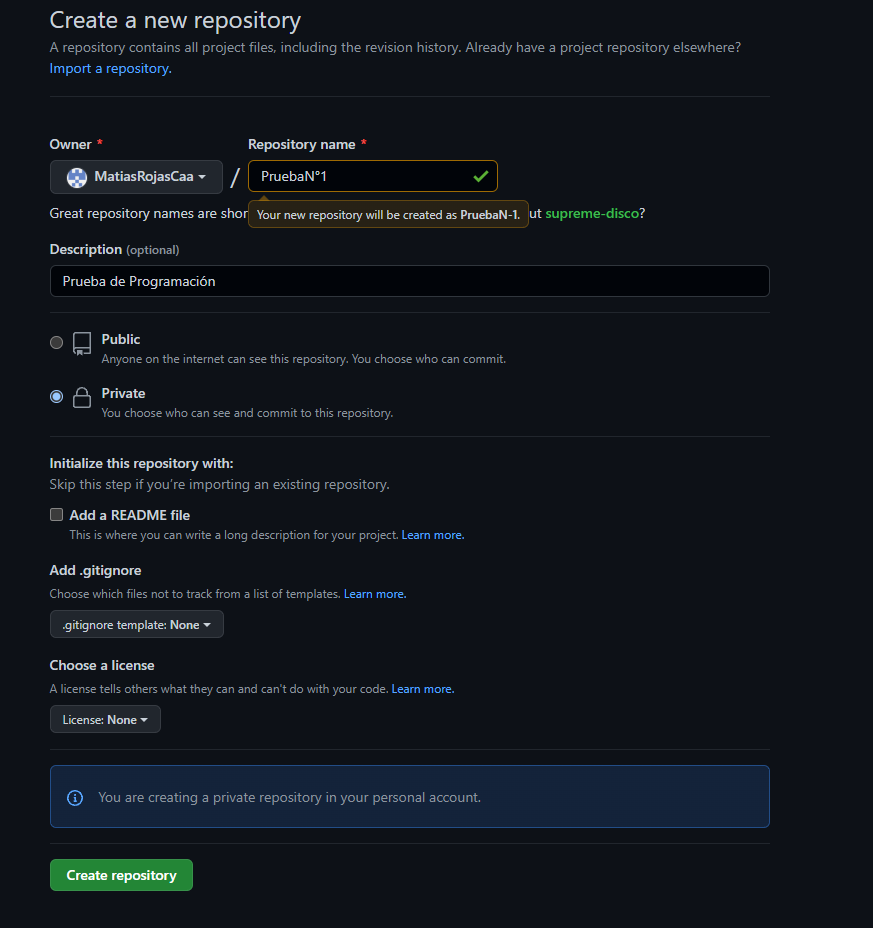 Create a new repository
A repository contains all project files, including the revision history. Already have a project repository elsewhere?
Import a repository.
Owner * Repository name *
MatiasRojasCaa / PruebaN°1
Great repository names are shor
Your new repository will be created as PruebaN-1.
ut supreme-disco?
Description (optional)
Prueba de Programación
Public
Anyone on the internet can see this repository. You choose who can commit.
Private
You choose who can see and commit to this repository.
Initialize this repository with:
Skip this step if you're importing an existing repository.
Add a README file
This is where you can write a long description for your project. Learn more.
Add .gitignore
Choose which files not to track from a list of templates. Learn more.
.gitignore template: None
Choose a license
A license tells others what they can and can't do with your code. Learn more.
License: None
You are creating a private repository in your personal account.
Create repository